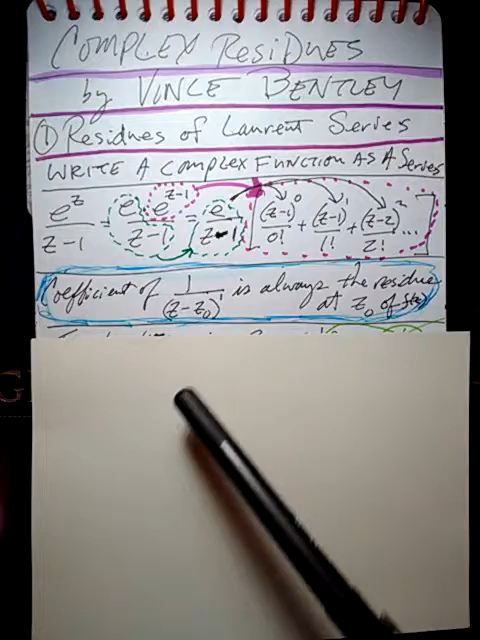 COMPLEX RESIDUES
by VINCE BENTLEY
① Residues of Laurent Series
WRITE A COMPLEX FUNCTION AS A SERIES
e^z/(z-1) = e e^(z-1)/(z-1) = e/(z-1) [(z-1)^0/0! + (z-1)^1/1! + (z-2)^2/2! ...]
Coefficient of 1/(z-z₀)^1 is always the residue
at z₀ of f(z)